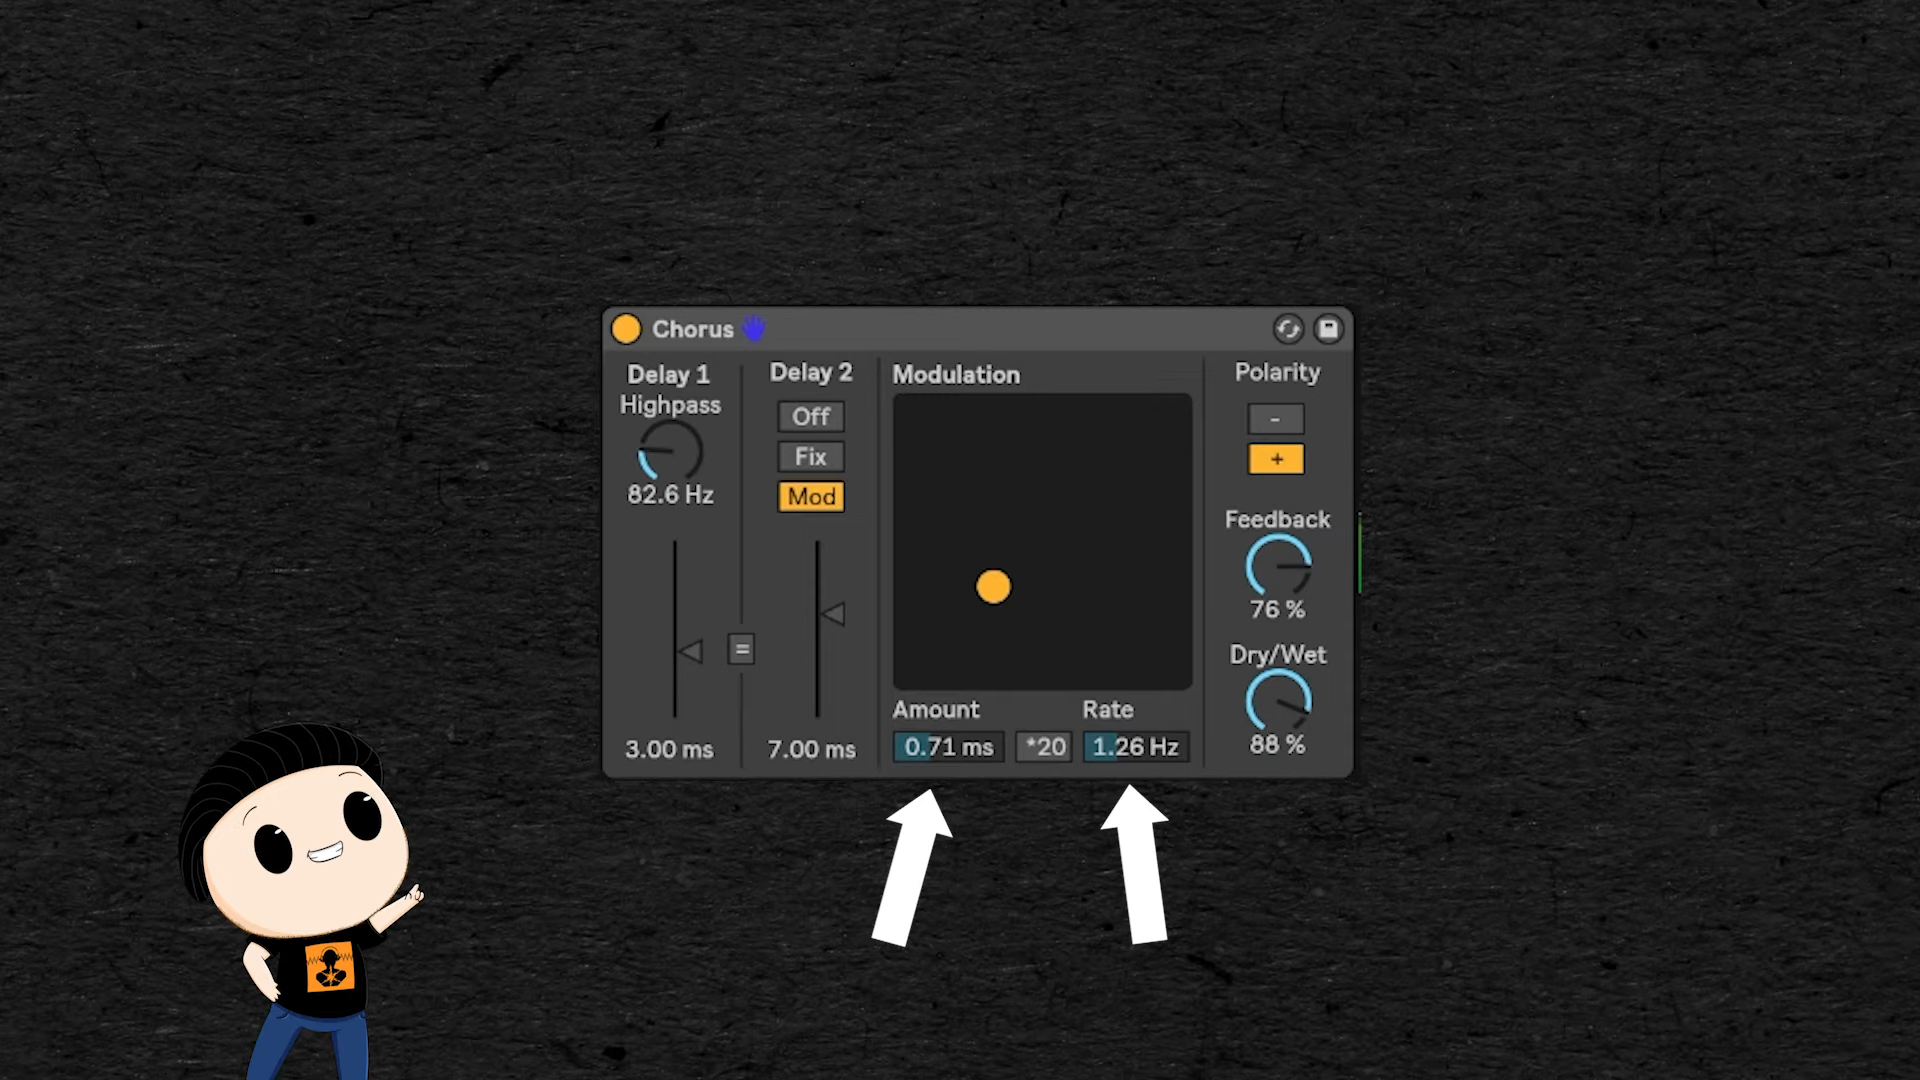 Chorus
Delay 1
Highpass
82.6 Hz
3.00 ms
=
Delay 2
Off
Fix
Mod
7.00 ms
Modulation
Amount
0.71 ms
*20
Rate
1.26 Hz
Polarity
-
+
Feedback
76 %
Dry/Wet
88 %